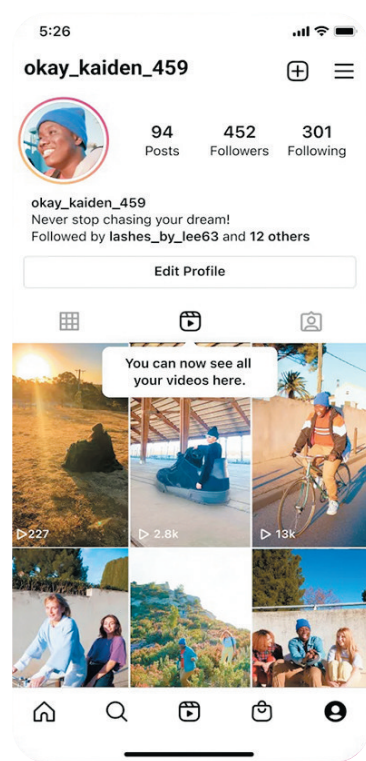 5:26
okay_kaiden_459
94 452 301
Posts Followers Following
okay_kaiden_459
Never stop chasing your dream!
Followed by lashes_by_lee63 and 12 others
Edit Profile
You can now see all
your videos here.
227 2.8k 13k